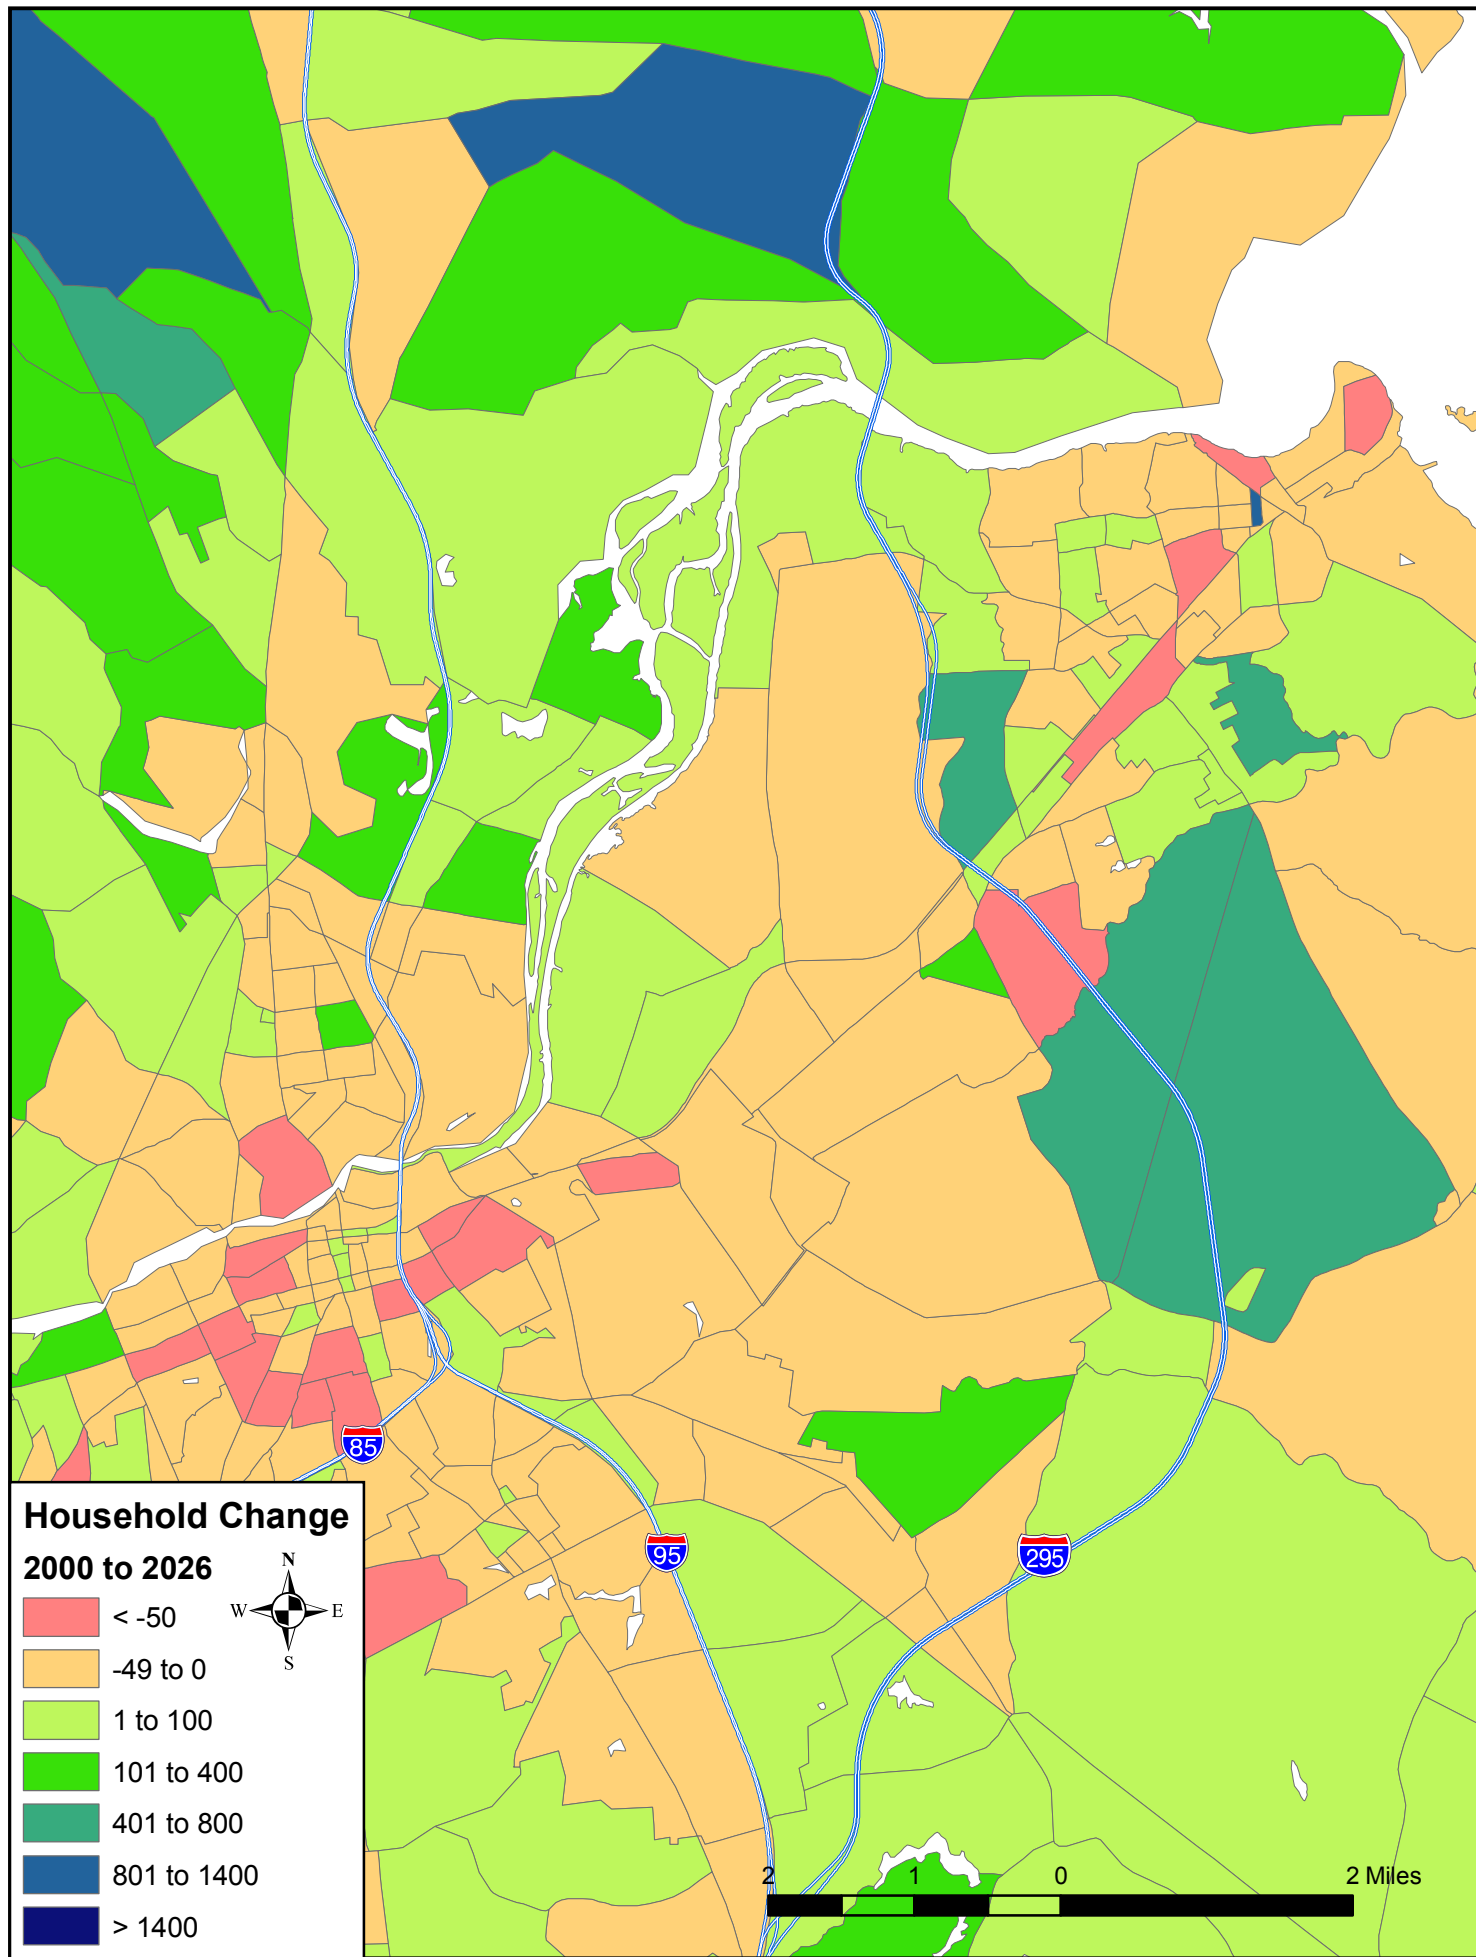 85
95
295
Household Change
2000 to 2026
N
W E
S
< -50
-49 to 0
1 to 100
101 to 400
401 to 800
801 to 1400
> 1400
2 1 0 2 Miles